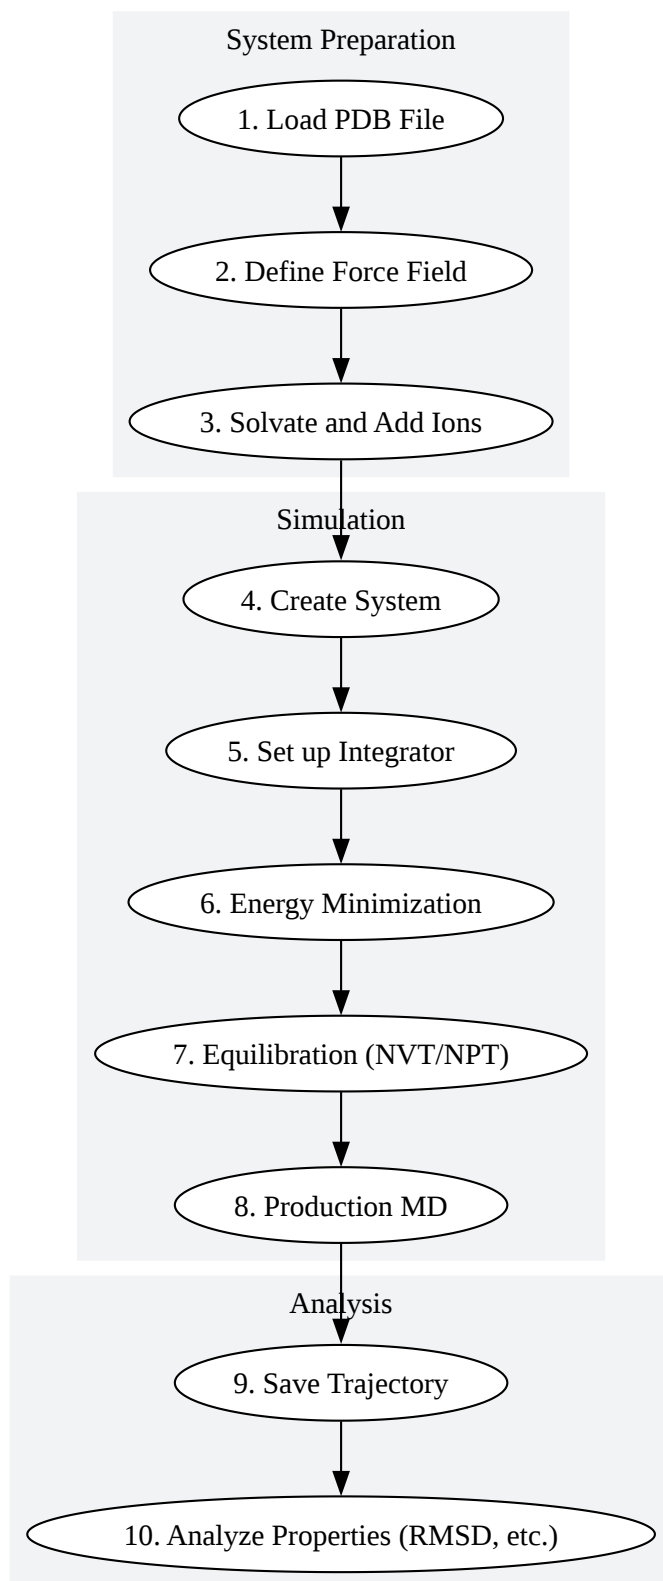 System Preparation
1. Load PDB File
2. Define Force Field
3. Solvate and Add Ions
Simulation
4. Create System
5. Set up Integrator
6. Energy Minimization
7. Equilibration (NVT/NPT)
8. Production MD
Analysis
9. Save Trajectory
10. Analyze Properties (RMSD, etc.)